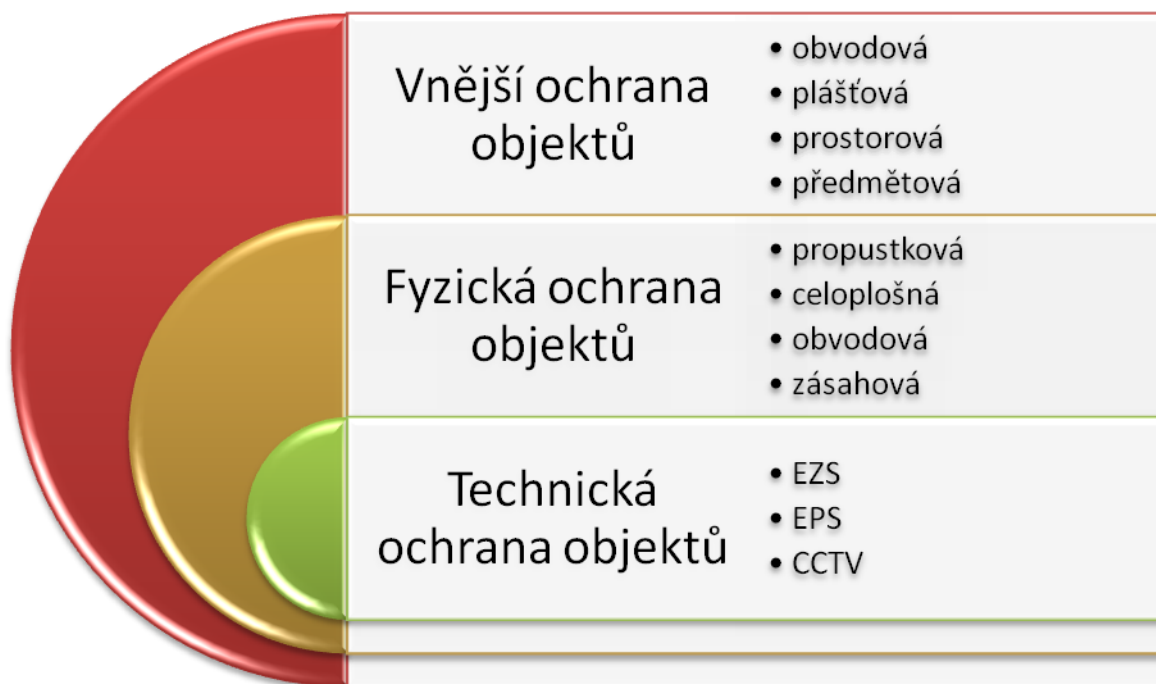 Vnější ochrana
objektů
• obvodová
• plášťová
• prostorová
• předmětová
Fyzická ochrana
objektů
• propustková
• celoplošná
• obvodová
• zásahová
Technická
ochrana objektů
• EZS
• EPS
• CCTV